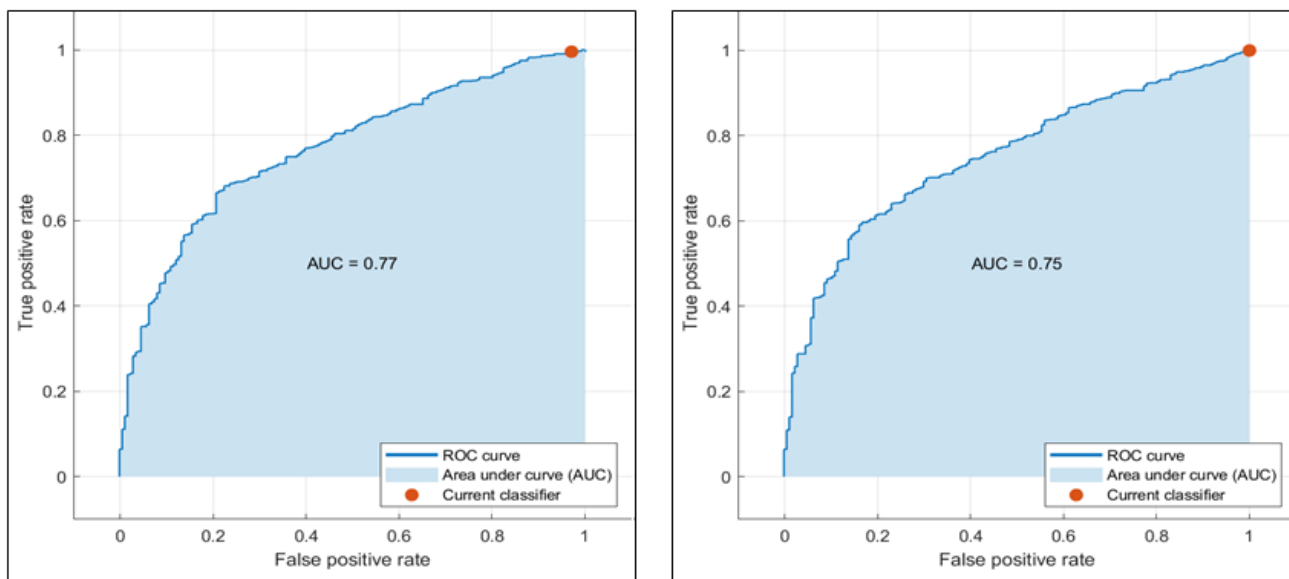 1
0.8
0.6
0.4
0.2
0
True positive rate
AUC = 0.77
ROC curve
Area under curve (AUC)
Current classifier
0 0.2 0.4 0.6 0.8 1
False positive rate
1
0.8
0.6
0.4
0.2
0
True positive rate
AUC = 0.75
ROC curve
Area under curve (AUC)
Current classifier
0 0.2 0.4 0.6 0.8 1
False positive rate